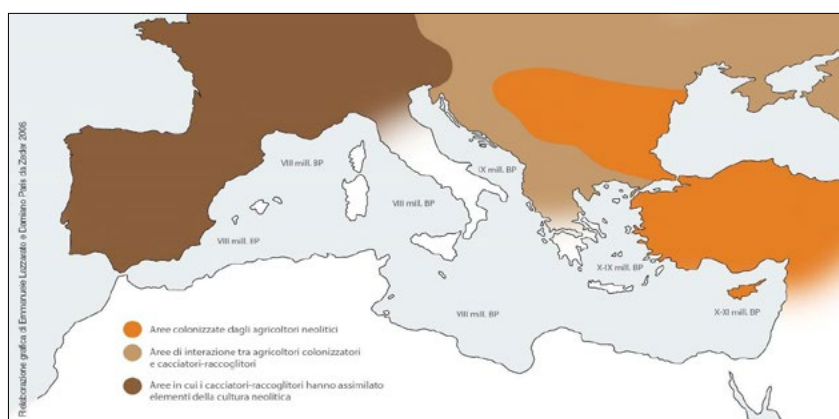 Rielaborazione grafica di Emmanuele Lazzarato e Damiano Paris da Zeder 2008
VIII mill. BP
IX mill. BP
VIII mill. BP
VIII mill. BP
X-IX mill. BP
VIII mill. BP
X-XI mill. BP
Aree colonizzate dagli agricoltori neolitici
Aree di interazione tra agricoltori colonizzatori
e cacciatori-raccoglitori
Aree in cui i cacciatori-raccoglitori hanno assimilato
elementi della cultura neolitica